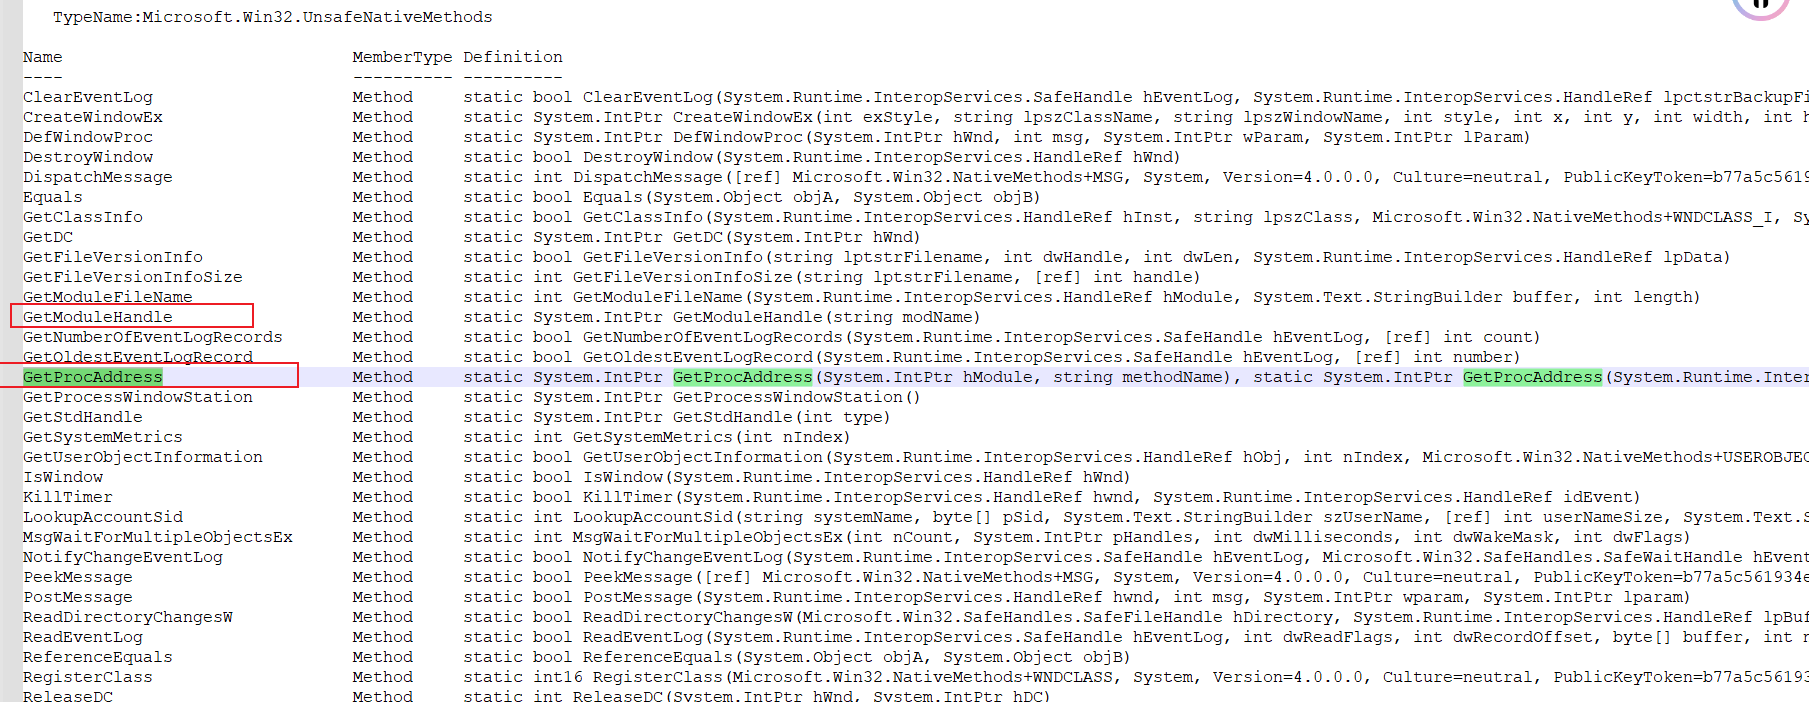 TypeName:Microsoft.Win32.UnsafeNativeMethods
Name MemberType Definition
---- ---------- ----------
ClearEventLog Method static bool ClearEventLog(System.Runtime.InteropServices.SafeHandle hEventLog, System.Runtime.InteropServices.HandleRef lpctstrBackupFi
CreateWindowEx Method static System.IntPtr CreateWindowEx(int exStyle, string lpszClassName, string lpszWindowName, int style, int x, int y, int width, int h
DefWindowProc Method static System.IntPtr DefWindowProc(System.IntPtr hWnd, int msg, System.IntPtr wParam, System.IntPtr lParam)
DestroyWindow Method static bool DestroyWindow(System.Runtime.InteropServices.HandleRef hWnd)
DispatchMessage Method static int DispatchMessage([ref] Microsoft.Win32.NativeMethods+MSG, System, Version=4.0.0.0, Culture=neutral, PublicKeyToken=b77a5c5619
Equals Method static bool Equals(System.Object objA, System.Object objB)
GetClassInfo Method static bool GetClassInfo(System.Runtime.InteropServices.HandleRef hInst, string lpszClass, Microsoft.Win32.NativeMethods+WNDCLASS_I, Sy
GetDC Method static System.IntPtr GetDC(System.IntPtr hWnd)
GetFileVersionInfo Method static bool GetFileVersionInfo(string lptstrFilename, int dwHandle, int dwLen, System.Runtime.InteropServices.HandleRef lpData)
GetFileVersionInfoSize Method static int GetFileVersionInfoSize(string lptstrFilename, [ref] int handle)
GetModuleFileName Method static int GetModuleFileName(System.Runtime.InteropServices.HandleRef hModule, System.Text.StringBuilder buffer, int length)
GetModuleHandle Method static System.IntPtr GetModuleHandle(string modName)
GetNumberOfEventLogRecords Method static bool GetNumberOfEventLogRecords(System.Runtime.InteropServices.SafeHandle hEventLog, [ref] int count)
GetOldestEventLogRecord Method static bool GetOldestEventLogRecord(System.Runtime.InteropServices.SafeHandle hEventLog, [ref] int number)
GetProcAddress Method static System.IntPtr GetProcAddress(System.IntPtr hModule, string methodName), static System.IntPtr GetProcAddress(System.Runtime.Inter
GetProcessWindowStation Method static System.IntPtr GetProcessWindowStation()
GetStdHandle Method static System.IntPtr GetStdHandle(int type)
GetSystemMetrics Method static int GetSystemMetrics(int nIndex)
GetUserObjectInformation Method static bool GetUserObjectInformation(System.Runtime.InteropServices.HandleRef hObj, int nIndex, Microsoft.Win32.NativeMethods+USEROBJEC
IsWindow Method static bool IsWindow(System.Runtime.InteropServices.HandleRef hWnd)
KillTimer Method static bool KillTimer(System.Runtime.InteropServices.HandleRef hwnd, System.Runtime.InteropServices.HandleRef idEvent)
LookupAccountSid Method static int LookupAccountSid(string systemName, byte[] pSid, System.Text.StringBuilder szUserName, [ref] int userNameSize, System.Text.S
MsgWaitForMultipleObjectsEx Method static int MsgWaitForMultipleObjectsEx(int nCount, System.IntPtr pHandles, int dwMilliseconds, int dwWakeMask, int dwFlags)
NotifyChangeEventLog Method static bool NotifyChangeEventLog(System.Runtime.InteropServices.SafeHandle hEventLog, Microsoft.Win32.SafeHandles.SafeWaitHandle hEvent
PeekMessage Method static bool PeekMessage([ref] Microsoft.Win32.NativeMethods+MSG, System, Version=4.0.0.0, Culture=neutral, PublicKeyToken=b77a5c561934e
PostMessage Method static bool PostMessage(System.Runtime.InteropServices.HandleRef hwnd, int msg, System.IntPtr wparam, System.IntPtr lparam)
ReadDirectoryChangesW Method static bool ReadDirectoryChangesW(Microsoft.Win32.SafeHandles.SafeFileHandle hDirectory, System.Runtime.InteropServices.HandleRef lpBuf
ReadEventLog Method static bool ReadEventLog(System.Runtime.InteropServices.SafeHandle hEventLog, int dwReadFlags, int dwRecordOffset, byte[] buffer, int n
ReferenceEquals Method static bool ReferenceEquals(System.Object objA, System.Object objB)
RegisterClass Method static int16 RegisterClass(Microsoft.Win32.NativeMethods+WNDCLASS, System, Version=4.0.0.0, Culture=neutral, PublicKeyToken=b77a5c56193
ReleaseDC Method static int ReleaseDC(System.IntPtr hWnd, System.IntPtr hDC)